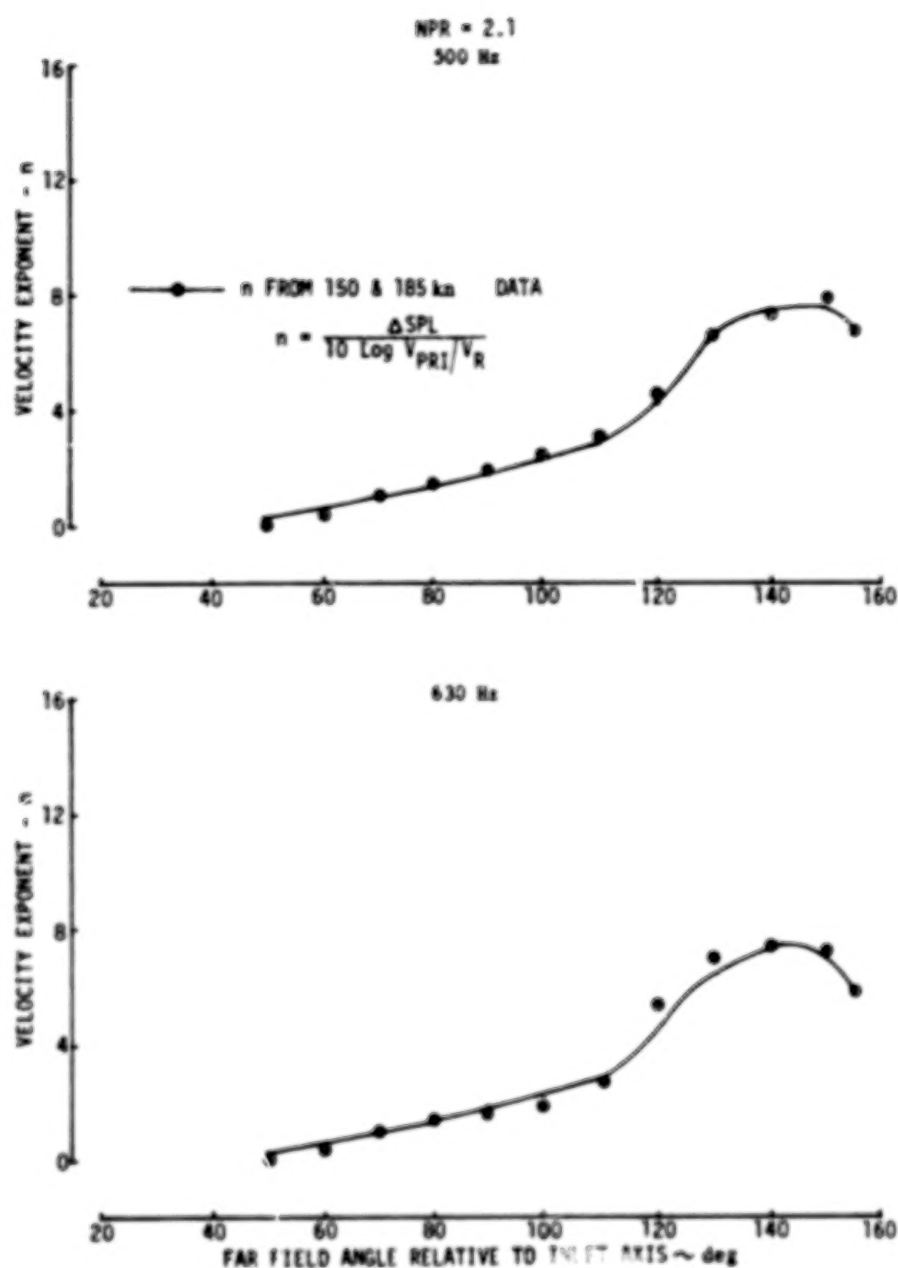 NPR = 2.1
500 Hz
16
12
8
4
0
VELOCITY EXPONENT - n
n FROM 150 & 185 kn DATA
n = ΔSPL / 10 Log V_PRI/V_R
20 40 60 80 100 120 140 160
630 Hz
16
12
8
4
0
VELOCITY EXPONENT - n
20 40 60 80 100 120 140 160
FAR FIELD ANGLE RELATIVE TO INLET AXIS ~ deg